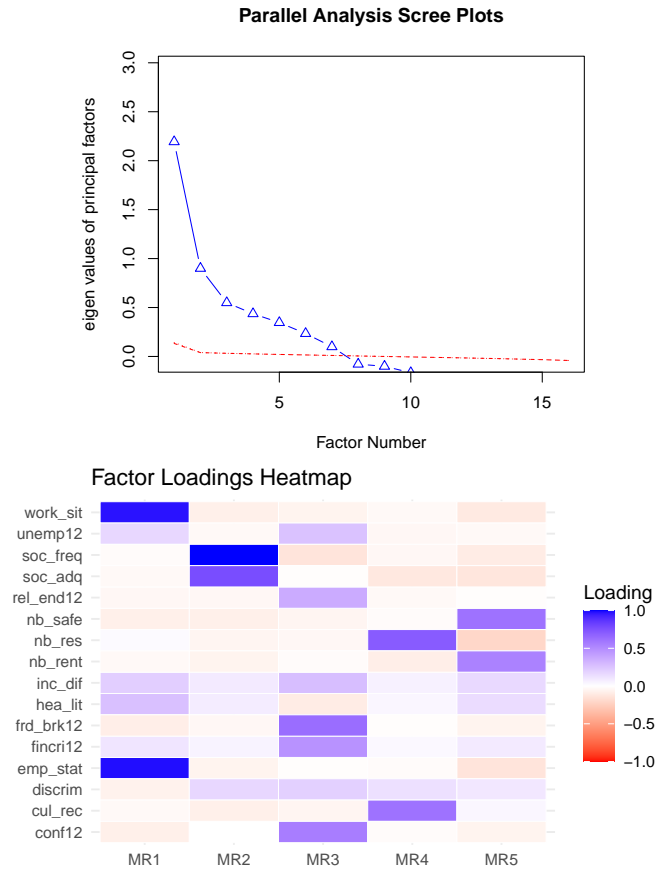 Parallel Analysis Scree Plots
eigen values of principal factors
3.0
2.5
2.0
1.5
1.0
0.5
0.0
5 10 15
Factor Number
Factor Loadings Heatmap
work_sit
unemp12
soc_freq
soc_adq
rel_end12
nb_safe
nb_res
nb_rent
inc_dif
hea_lit
frd_brk12
fincri12
emp_stat
discrim
cul_rec
conf12
MR1 MR2 MR3 MR4 MR5
Loading
1.0
0.5
0.0
−0.5
−1.0